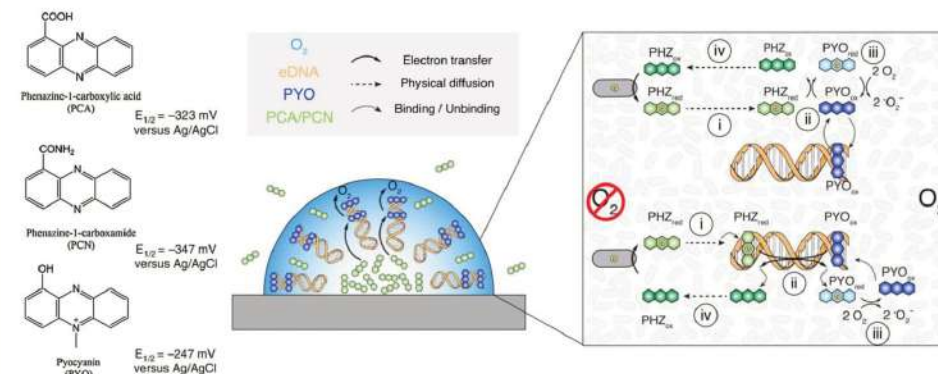 COOH
N
N
Phenazine-1-carboxylic acid
(PCA)
E1/2 = −323 mV
versus Ag/AgCl
CONH2
N
N
Phenazine-1-carboxamide
(PCN)
E1/2 = −347 mV
versus Ag/AgCl
OH
N
N+
Pyocyanin
(PYO)
E1/2 = −247 mV
versus Ag/AgCl
O2
eDNA
PYO
PCA/PCN
Electron transfer
Physical diffusion
Binding / Unbinding
O2
O2
PHZox
iv
PHZox
PYOred
iii
2 O2
PHZred
PHZred
PYOox
2 O2−
i
ii
PYOox
O2
O
PHZred
i
PHZred
PYOox
ii
PYOox
PYOred
PHZox
iv
2 O2
2 O2−
iii